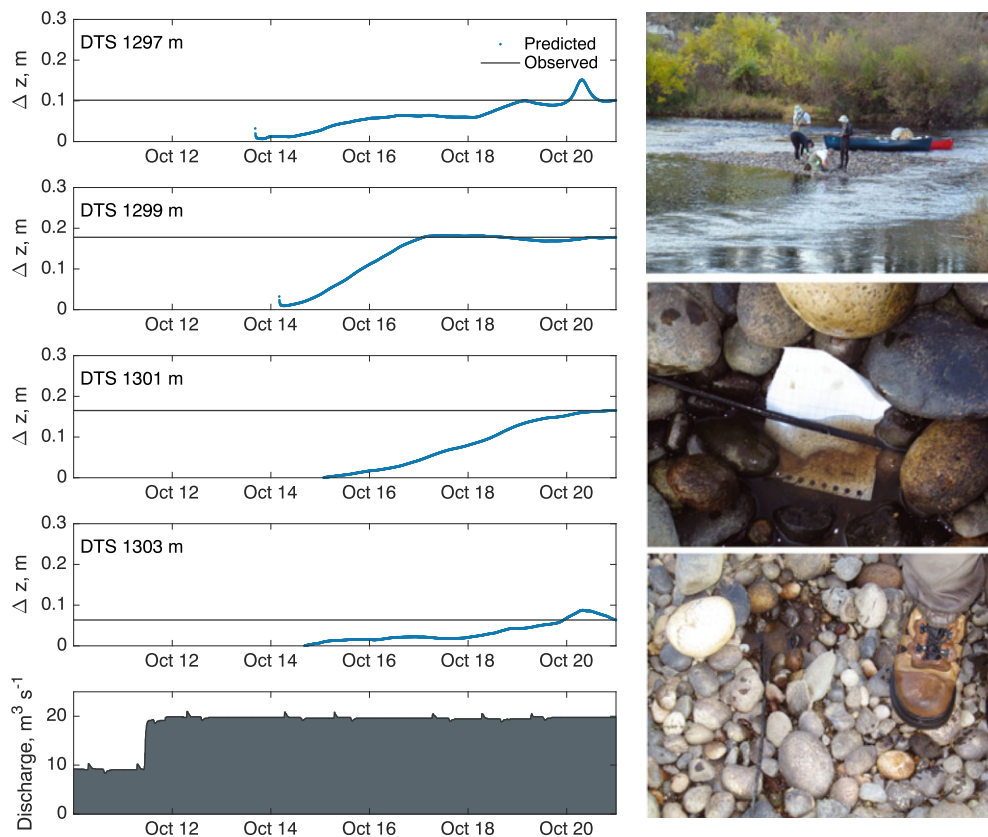 0.3
DTS 1297 m
Predicted
Observed
0.2
Δ z, m
0.1
0
Oct 12 Oct 14 Oct 16 Oct 18 Oct 20
0.3
DTS 1299 m
0.2
Δ z, m
0.1
0
Oct 12 Oct 14 Oct 16 Oct 18 Oct 20
0.3
DTS 1301 m
0.2
Δ z, m
0.1
0
Oct 12 Oct 14 Oct 16 Oct 18 Oct 20
0.3
DTS 1303 m
0.2
Δ z, m
0.1
0
Oct 12 Oct 14 Oct 16 Oct 18 Oct 20
Discharge, m³ s⁻¹
20
10
0
Oct 12 Oct 14 Oct 16 Oct 18 Oct 20